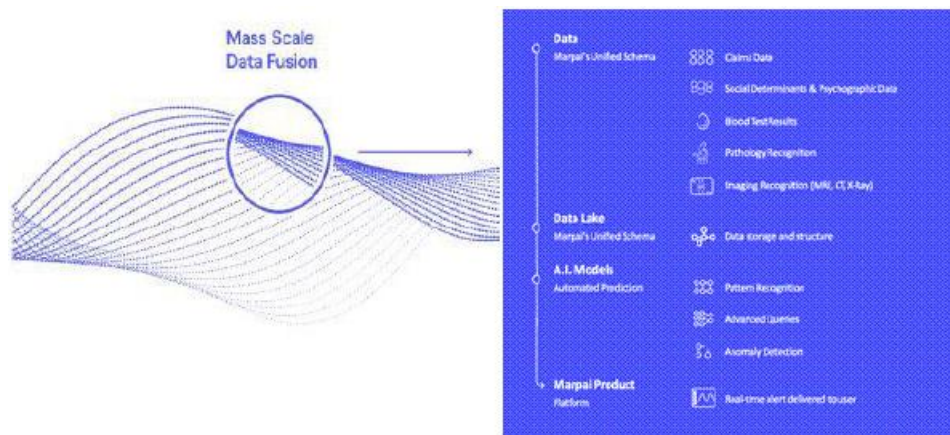 Mass Scale
Data Fusion
Data
Marpai's Unified Schema
Claims Data
Social Determinants & Psychographic Data
Blood Test Results
Pathology Recognition
Imaging Recognition (MRI, CT, X-Ray)
Data Lake
Marpai's Unified Schema
Data storage and structure
A.I. Models
Automated Prediction
Pattern Recognition
Advanced Queries
Anomaly Detection
Marpai Product
Platform
Real-time alert delivered to user